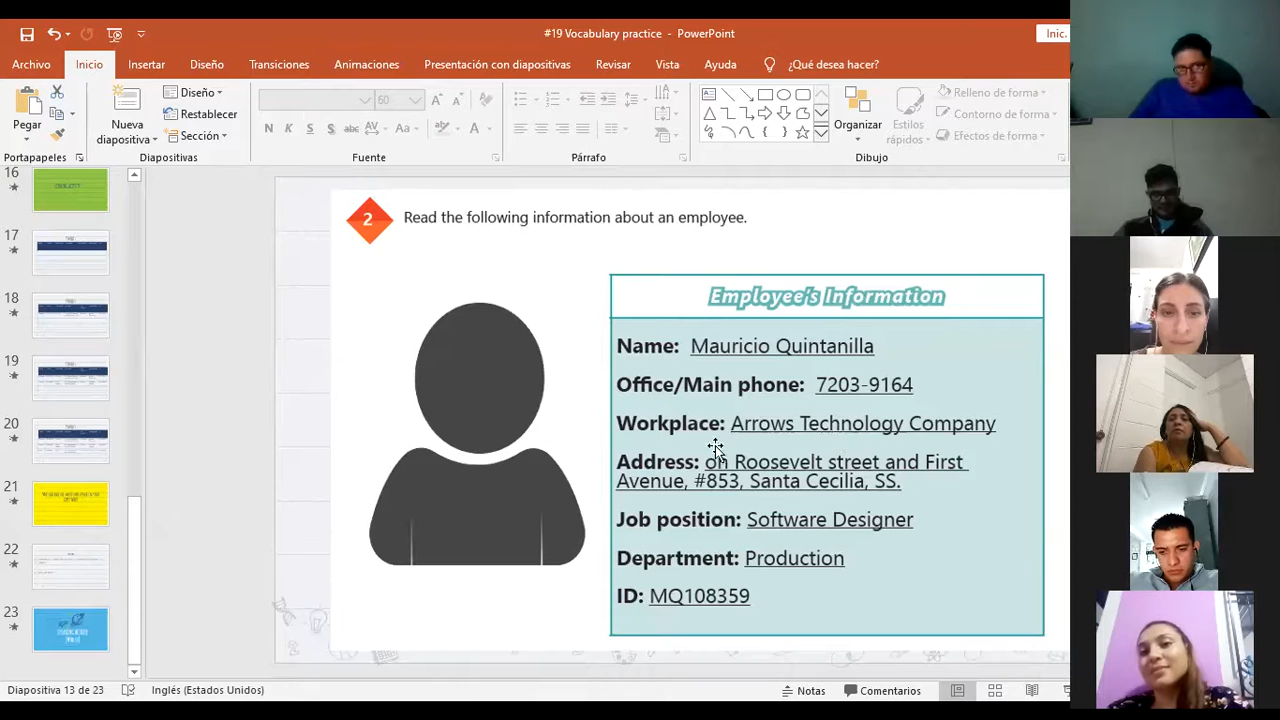 #19 Vocabulary practice - PowerPoint
Inic.
Archivo Inicio Insertar Diseño Transiciones Animaciones Presentación con diapositivas Revisar Vista Ayuda ¿Qué desea hacer?
Pegar
Portapapeles
Nueva
diapositiva
Diseño
Restablecer
Sección
Diapositivas
50
N K S abc AV Aa
Fuente
Párrafo
Organizar
Estilos
rápidos
Relleno de forma
Contorno de forma
Efectos de forma
Dibujo
16
17
18
19
20
21
22
23
2 Read the following information about an employee.
Employee's Information
Name: Mauricio Quintanilla
Office/Main phone: 7203-9164
Workplace: Arrows Technology Company
Address: on Roosevelt street and First
Avenue, #853, Santa Cecilia, SS.
Job position: Software Designer
Department: Production
ID: MQ108359
Diapositiva 13 de 23 Inglés (Estados Unidos) Notas Comentarios